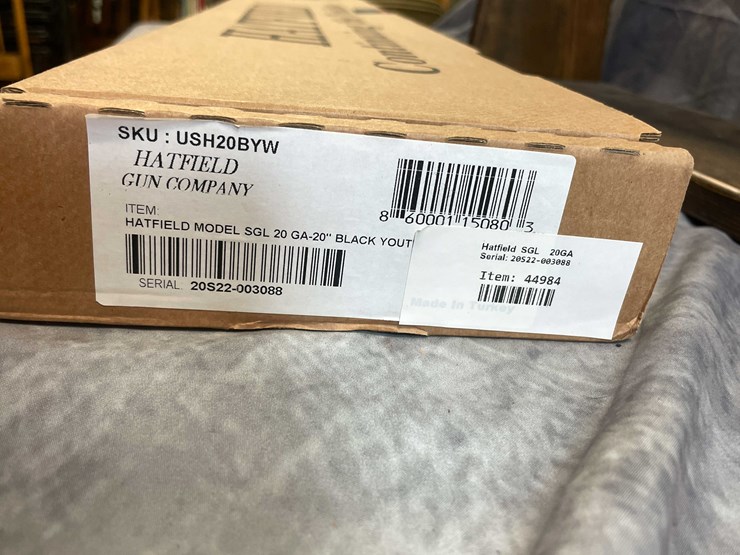 Company
SKU : USH20BYW
HATFIELD
GUN COMPANY
ITEM:
HATFIELD MODEL SGL 20 GA-20" BLACK YOUT
SERIAL 20S22-003088
8 60001 15080 3
Hatfield SGL 20GA
Serial: 20S22-003088
Item: 44984
Made in Turkey